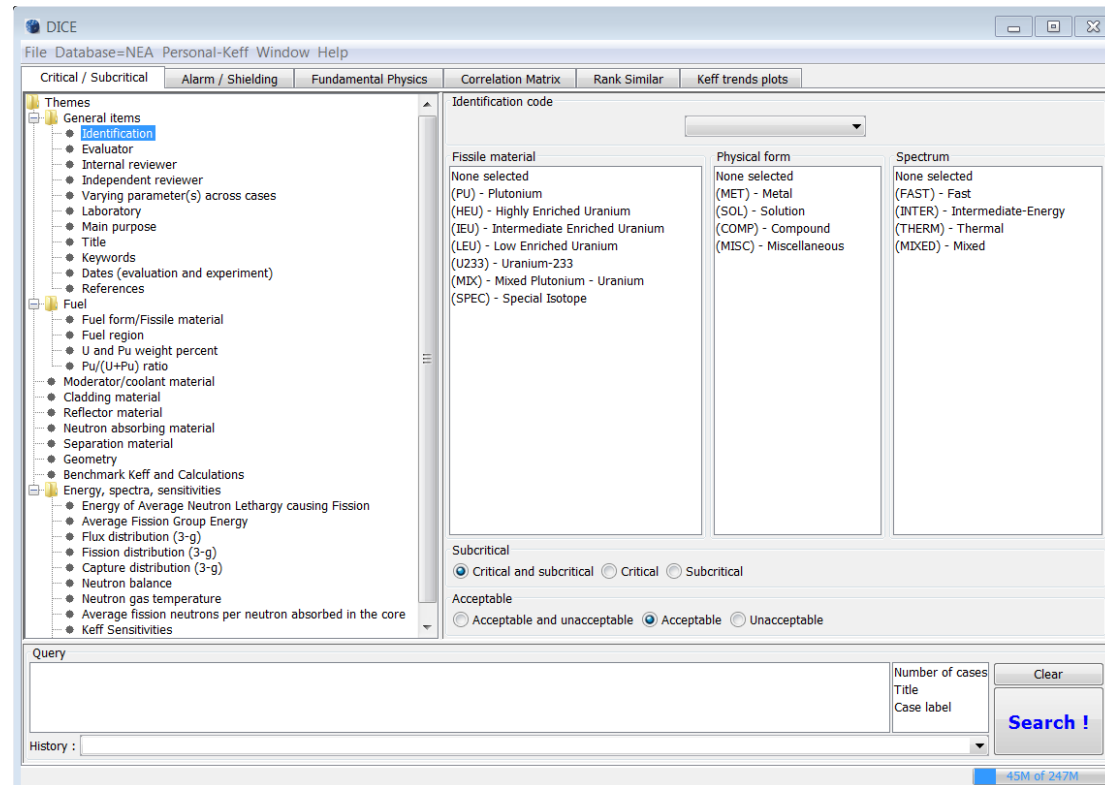 DICE
File Database=NEA Personal-Keff Window Help
Critical / Subcritical
Alarm / Shielding
Fundamental Physics
Correlation Matrix
Rank Similar
Keff trends plots
Themes
General items
Identification
Evaluator
Internal reviewer
Independent reviewer
Varying parameter(s) across cases
Laboratory
Main purpose
Title
Keywords
Dates (evaluation and experiment)
References
Fuel
Fuel form/Fissile material
Fuel region
U and Pu weight percent
Pu/(U+Pu) ratio
Moderator/coolant material
Cladding material
Reflector material
Neutron absorbing material
Separation material
Geometry
Benchmark Keff and Calculations
Energy, spectra, sensitivities
Energy of Average Neutron Lethargy causing Fission
Average Fission Group Energy
Flux distribution (3-g)
Fission distribution (3-g)
Capture distribution (3-g)
Neutron balance
Neutron gas temperature
Average fission neutrons per neutron absorbed in the core
Keff Sensitivities
Identification code
Fissile material
None selected
(PU) - Plutonium
(HEU) - Highly Enriched Uranium
(IEU) - Intermediate Enriched Uranium
(LEU) - Low Enriched Uranium
(U233) - Uranium-233
(MIX) - Mixed Plutonium - Uranium
(SPEC) - Special Isotope
Physical form
None selected
(MET) - Metal
(SOL) - Solution
(COMP) - Compound
(MISC) - Miscellaneous
Spectrum
None selected
(FAST) - Fast
(INTER) - Intermediate-Energy
(THERM) - Thermal
(MIXED) - Mixed
Subcritical
Critical and subcritical Critical Subcritical
Acceptable
Acceptable and unacceptable Acceptable Unacceptable
Query
Number of cases
Title
Case label
Clear
Search !
History :
45M of 247M